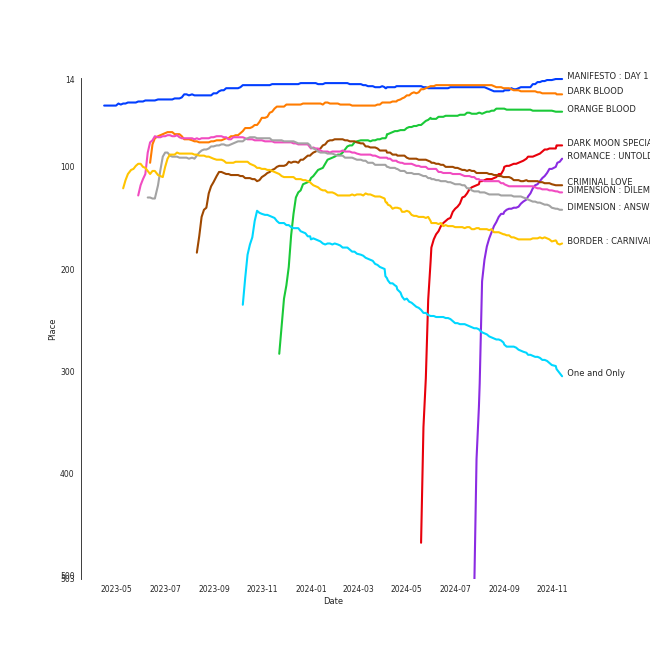 14
MANIFESTO : DAY 1
DARK BLOOD
ORANGE BLOOD
DARK MOON SPECIA
ROMANCE : UNTOLD
100
CRIMINAL LOVE
DIMENSION : DILEM
DIMENSION : ANSW
BORDER : CARNIVAL
200
Place
300
One and Only
400
500
503
2023-05 2023-07 2023-09 2023-11 2024-01 2024-03 2024-05 2024-07 2024-09 2024-11
Date